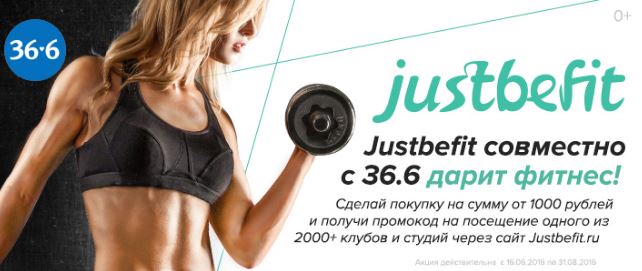 36·6
0+
justbefit
Justbefit совместно
с 36.6 дарит фитнес!
Сделай покупку на сумму от 1000 рублей
и получи промокод на посещение одного из
2000+ клубов и студий через сайт Justbefit.ru
Акция действительна с 16.06.2016 по 31.08.2016